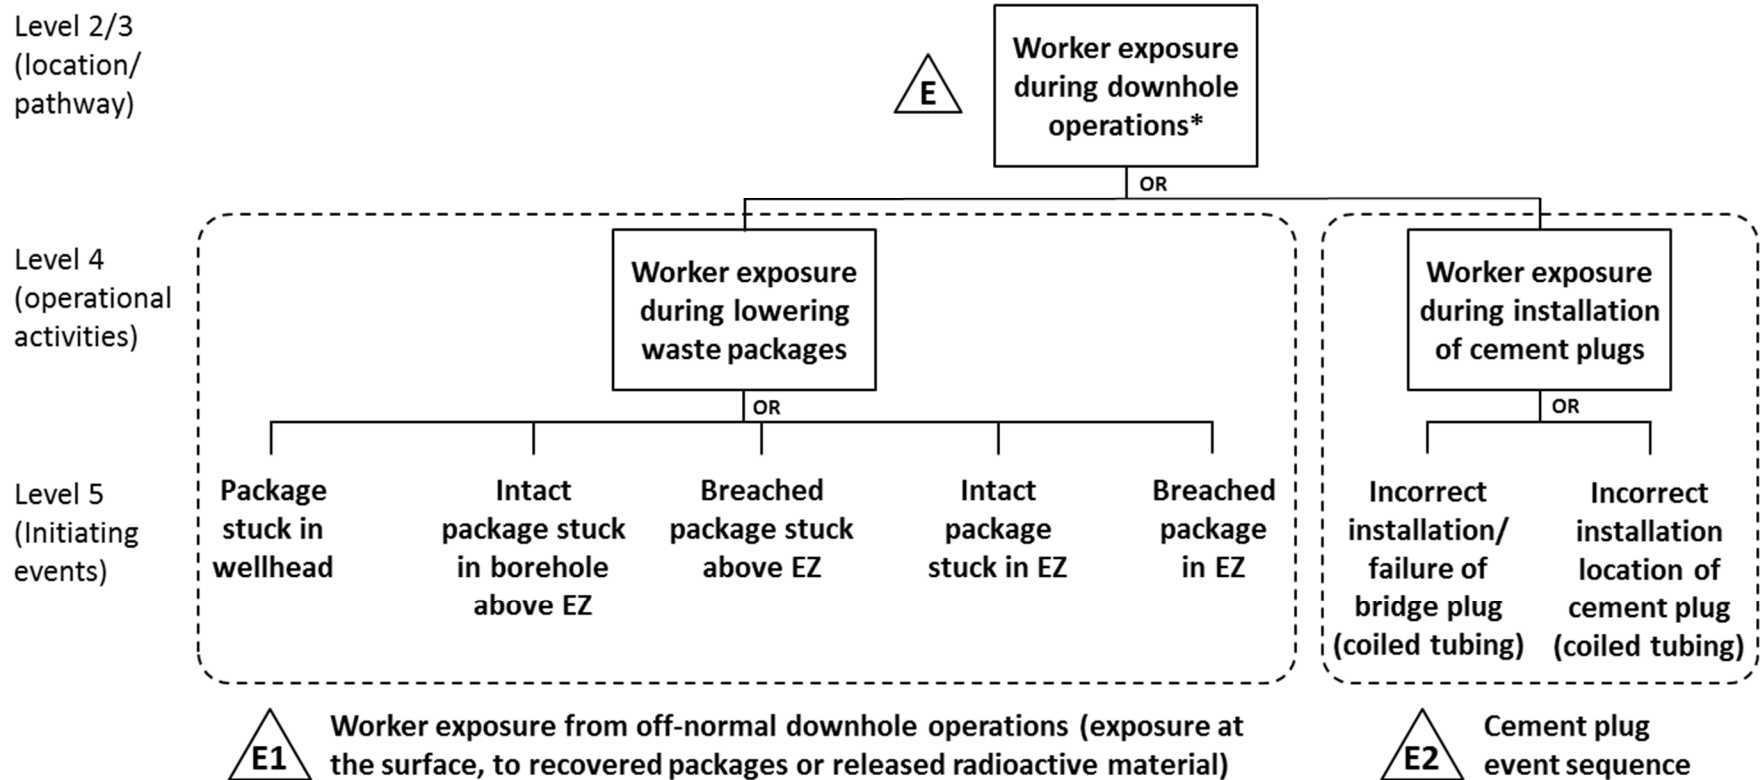 Level 2/3
(location/
pathway)
E
Worker exposure
during downhole
operations*
OR
Level 4
(operational
activities)
Worker exposure
during lowering
waste packages
OR
Worker exposure
during installation
of cement plugs
OR
Level 5
(Initiating
events)
Package
stuck in
wellhead
Intact
package stuck
in borehole
above EZ
Breached
package stuck
above EZ
Intact
package
stuck in EZ
Breached
package
in EZ
Incorrect
installation/
failure of
bridge plug
(coiled tubing)
Incorrect
installation
location of
cement plug
(coiled tubing)
E1
Worker exposure from off-normal downhole operations (exposure at
the surface, to recovered packages or released radioactive material)
E2
Cement plug
event sequence